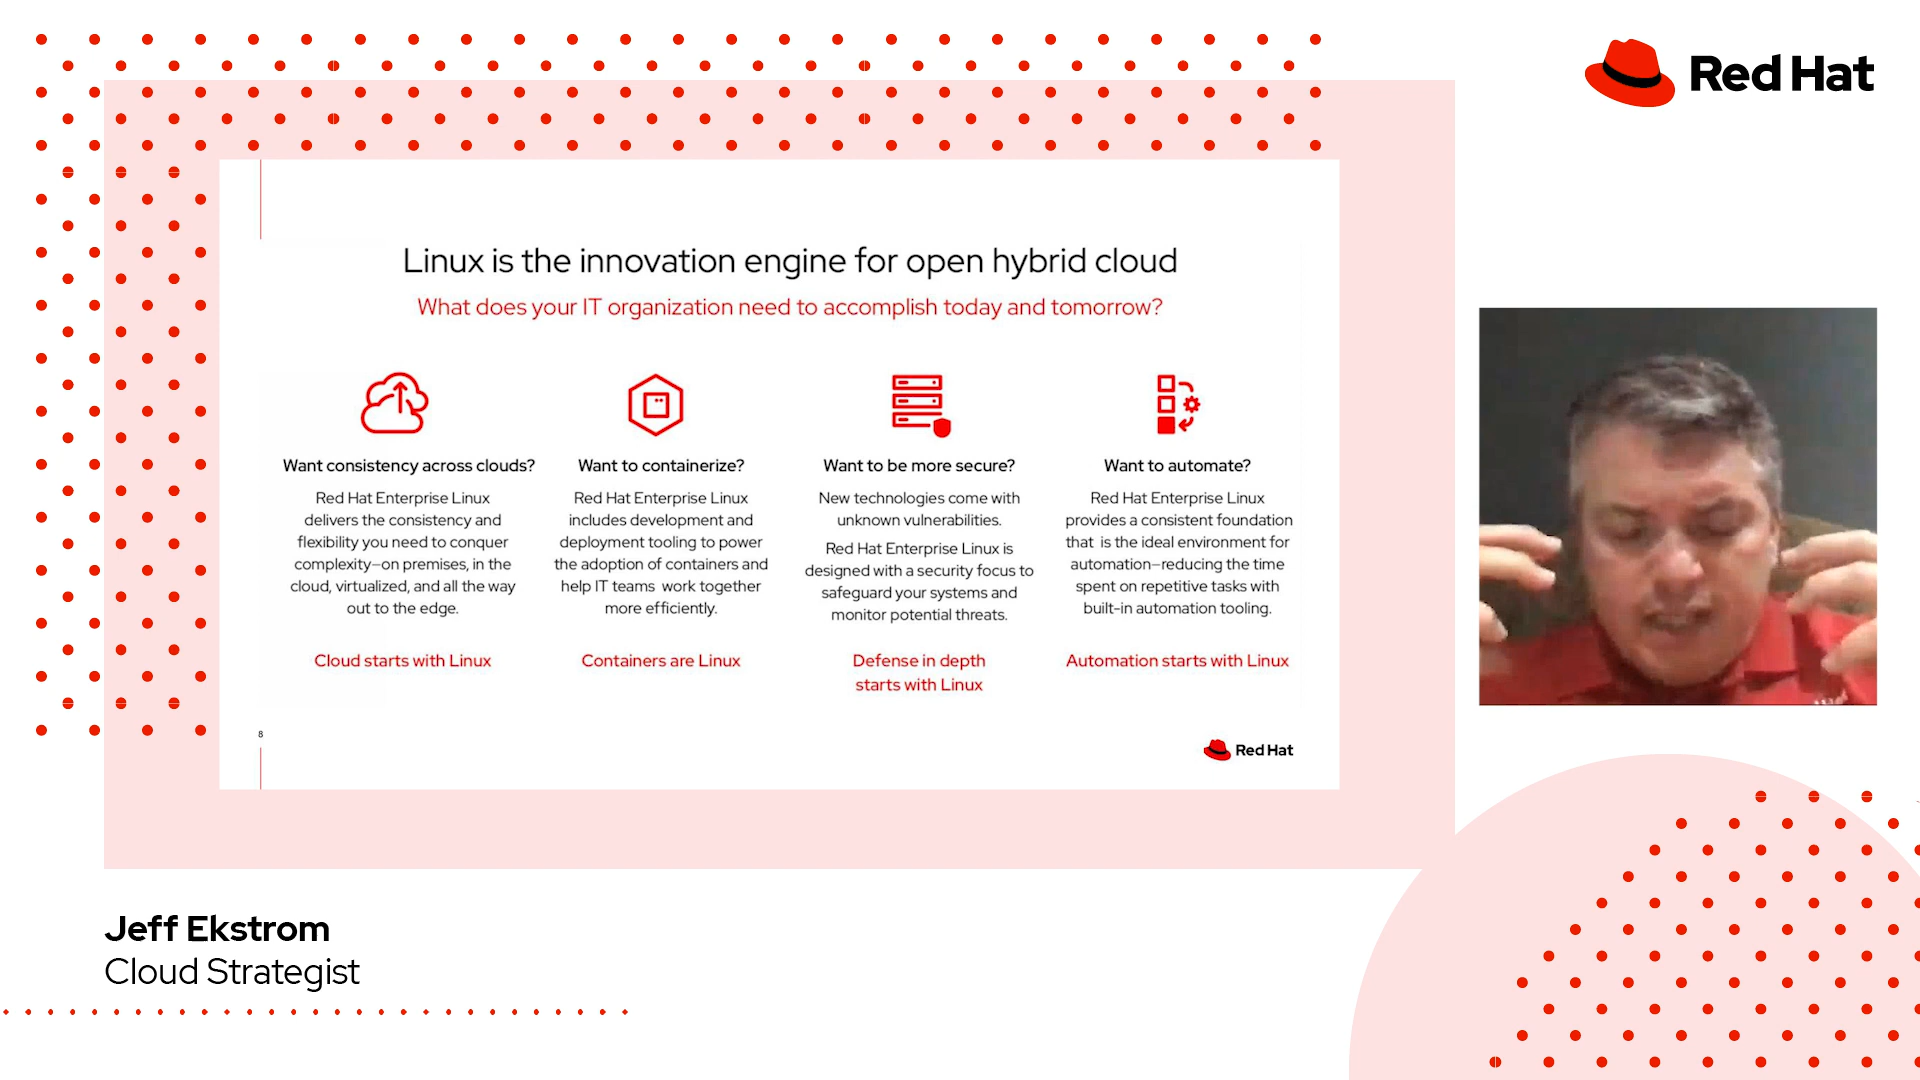 Red Hat
Linux is the innovation engine for open hybrid cloud
What does your IT organization need to accomplish today and tomorrow?
Want consistency across clouds?
Red Hat Enterprise Linux
delivers the consistency and
flexibility you need to conquer
complexity—on premises, in the
cloud, virtualized, and all the way
out to the edge.
Cloud starts with Linux
Want to containerize?
Red Hat Enterprise Linux
includes development and
deployment tooling to power
the adoption of containers and
help IT teams work together
more efficiently.
Containers are Linux
Want to be more secure?
New technologies come with
unknown vulnerabilities.
Red Hat Enterprise Linux is
designed with a security focus to
safeguard your systems and
monitor potential threats.
Defense in depth
starts with Linux
Want to automate?
Red Hat Enterprise Linux
provides a consistent foundation
that is the ideal environment for
automation—reducing the time
spent on repetitive tasks with
built-in automation tooling.
Automation starts with Linux
8
Red Hat
Jeff Ekstrom
Cloud Strategist